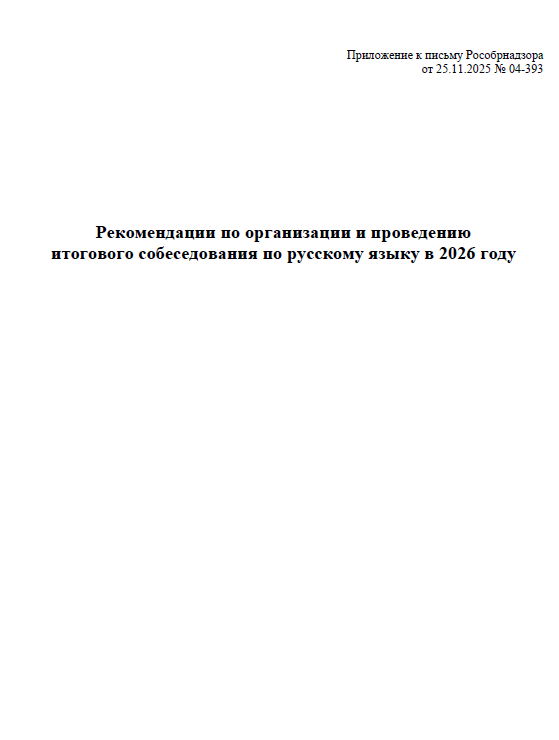 Приложение к письму Рособрнадзора
от 25.11.2025 № 04-393
Рекомендации по организации и проведению
итогового собеседования по русскому языку в 2026 году